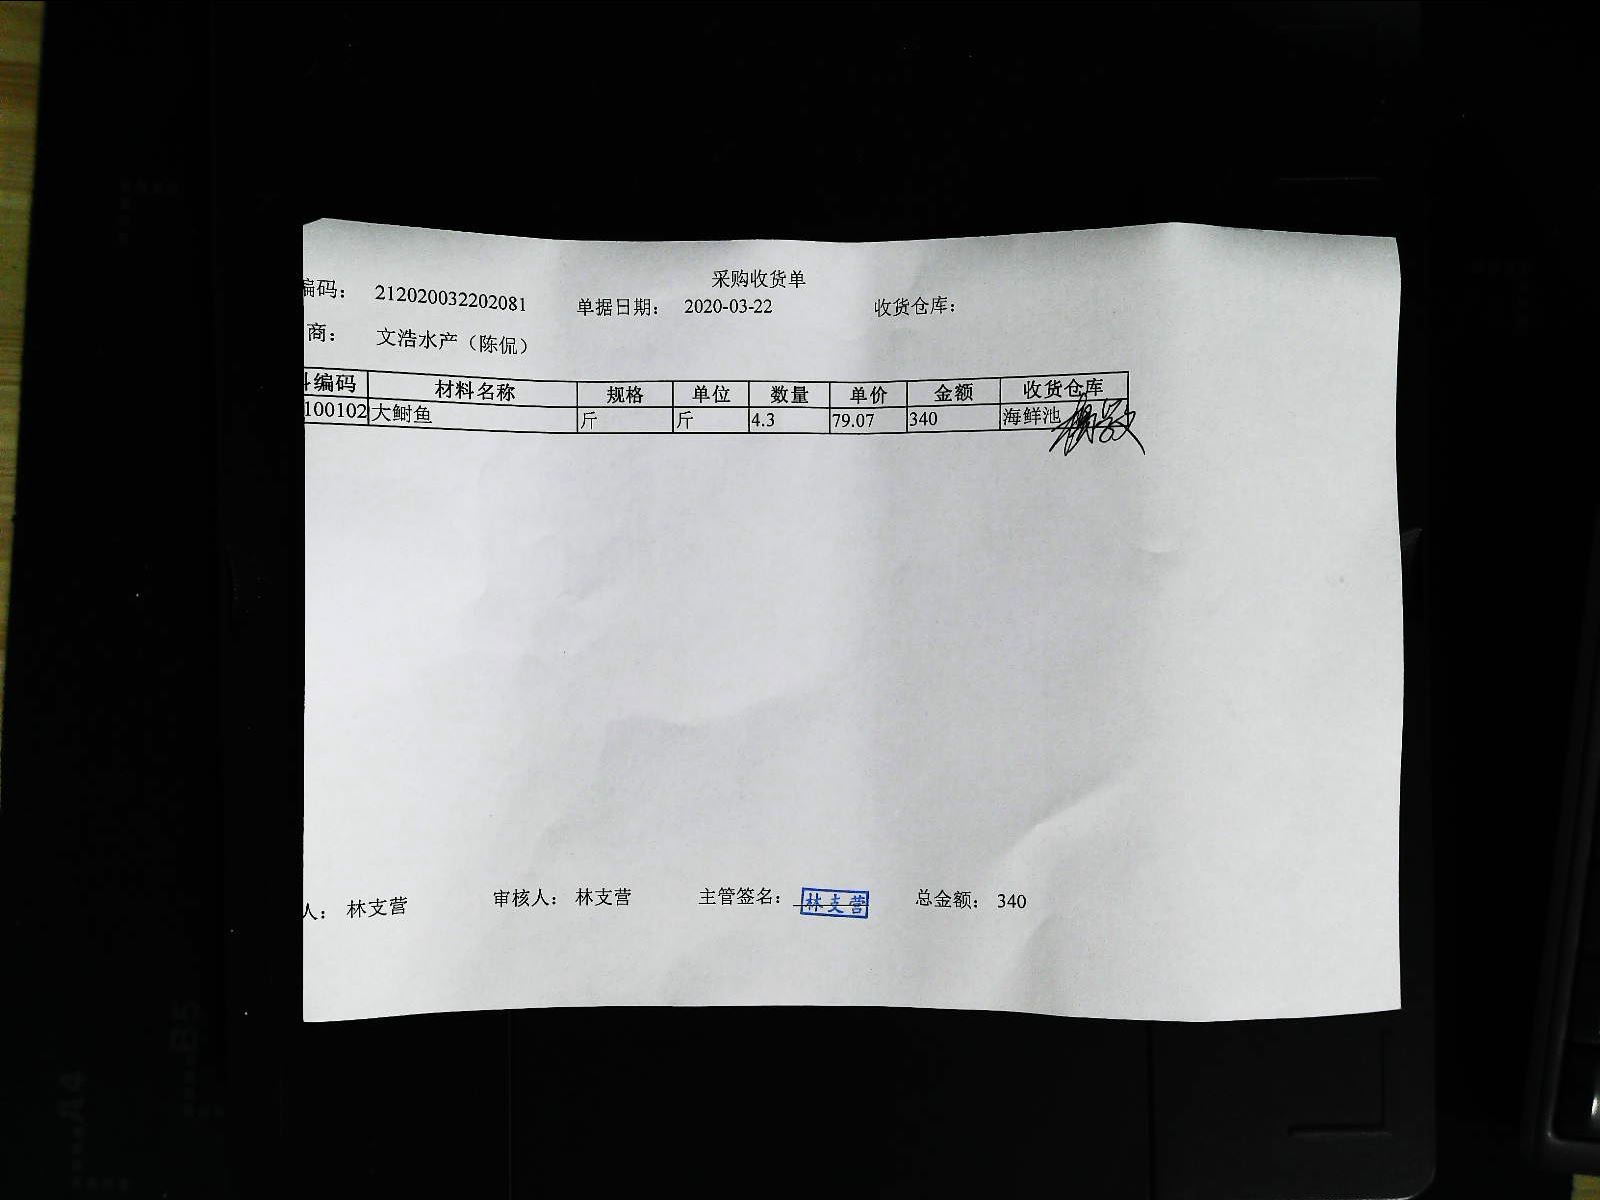 采购收货单
编码： 212020032202081 单据日期： 2020-03-22 收货仓库：
商： 文浩水产（陈侃）
编码 材料名称 规格 单位 数量 单价 金额 收货仓库
100102 大鲥鱼 斤 斤 4.3 79.07 340 海鲜池
人： 林支营 审核人： 林支营 主管签名： 林支营 总金额： 340